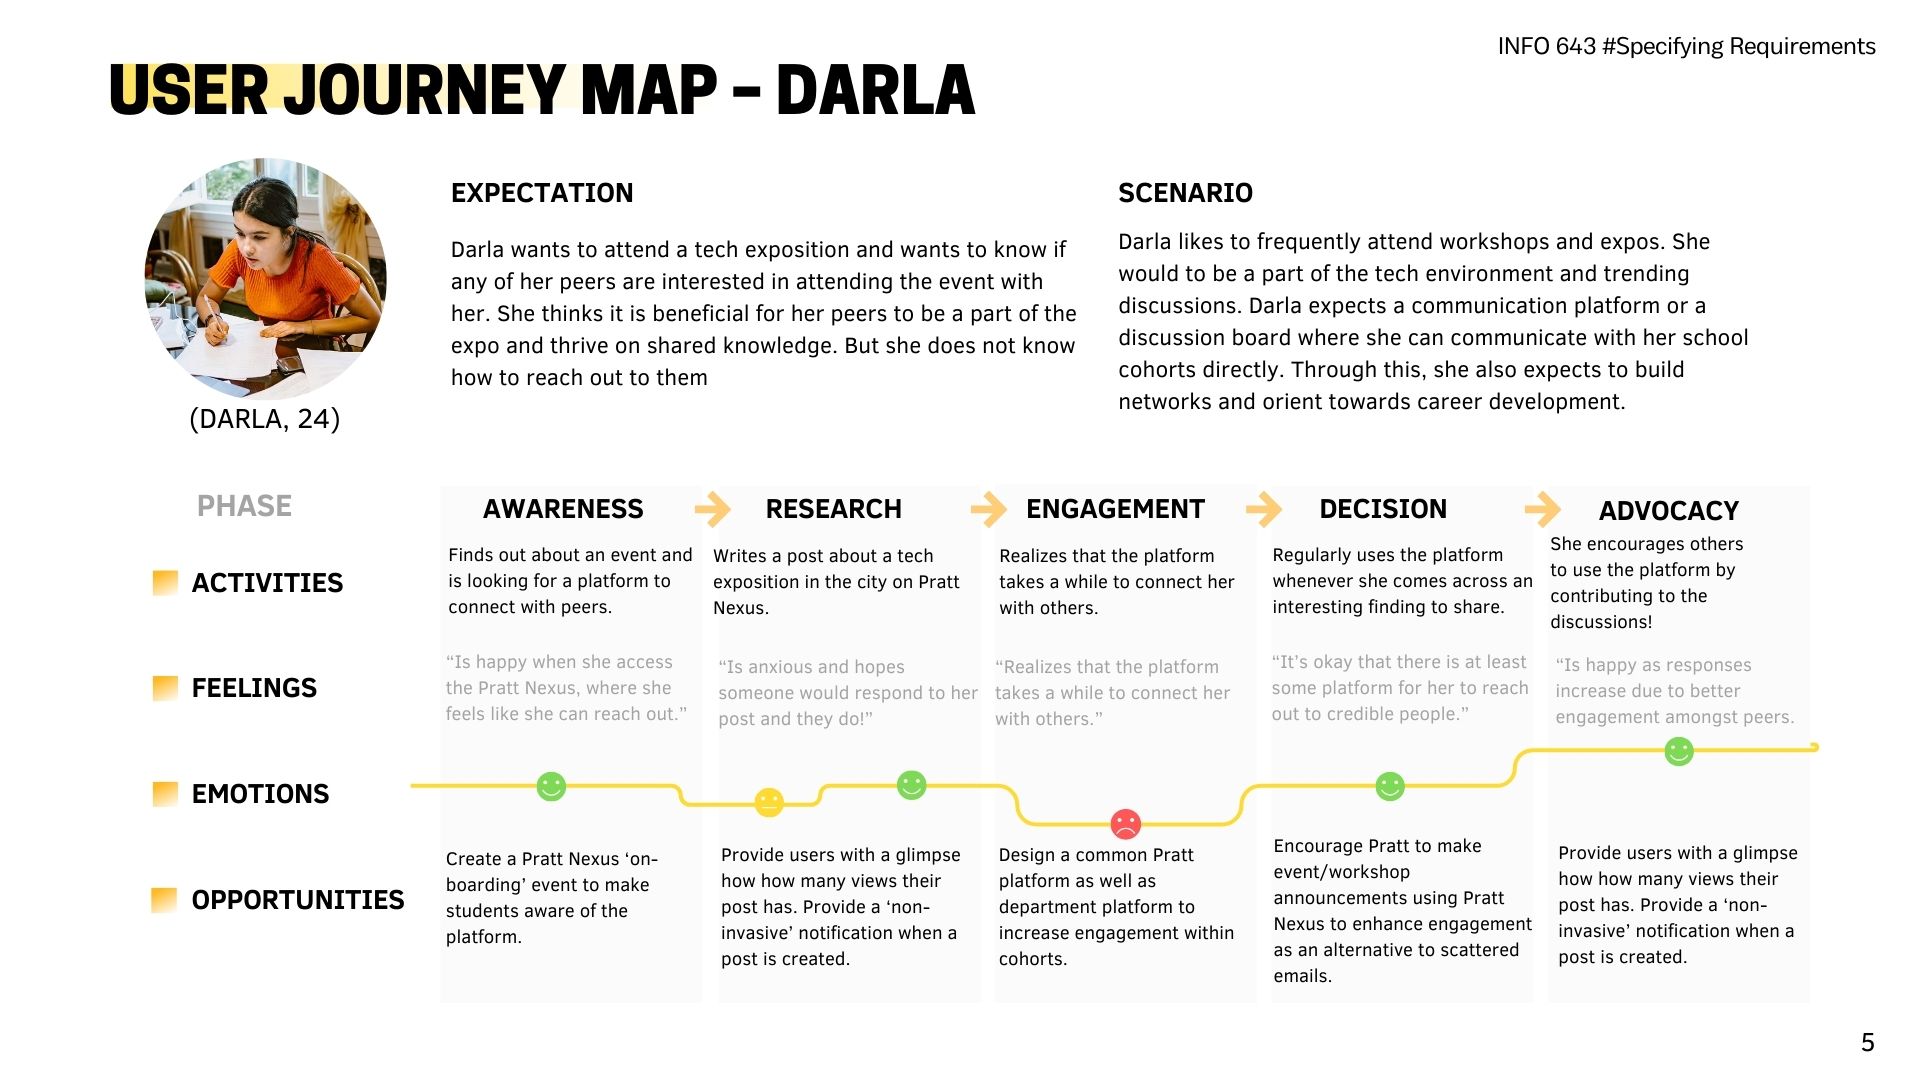 INFO 643 #Specifying Requirements
USER JOURNEY MAP – DARLA
(DARLA, 24)
EXPECTATION
Darla wants to attend a tech exposition and wants to know if
any of her peers are interested in attending the event with
her. She thinks it is beneficial for her peers to be a part of the
expo and thrive on shared knowledge. But she does not know
how to reach out to them
SCENARIO
Darla likes to frequently attend workshops and expos. She
would to be a part of the tech environment and trending
discussions. Darla expects a communication platform or a
discussion board where she can communicate with her school
cohorts directly. Through this, she also expects to build
networks and orient towards career development.
PHASE
AWARENESS
RESEARCH
ENGAGEMENT
DECISION
ADVOCACY
ACTIVITIES
Finds out about an event and
is looking for a platform to
connect with peers.
Writes a post about a tech
exposition in the city on Pratt
Nexus.
Realizes that the platform
takes a while to connect her
with others.
Regularly uses the platform
whenever she comes across an
interesting finding to share.
She encourages others
to use the platform by
contributing to the
discussions!
FEELINGS
“Is happy when she access
the Pratt Nexus, where she
feels like she can reach out.”
“Is anxious and hopes
someone would respond to her
post and they do!”
“Realizes that the platform
takes a while to connect her
with others.”
“It’s okay that there is at least
some platform for her to reach
out to credible people.”
“Is happy as responses
increase due to better
engagement amongst peers.
EMOTIONS
OPPORTUNITIES
Create a Pratt Nexus ‘on-
boarding’ event to make
students aware of the
platform.
Provide users with a glimpse
how how many views their
post has. Provide a ‘non-
invasive’ notification when a
post is created.
Design a common Pratt
platform as well as
department platform to
increase engagement within
cohorts.
Encourage Pratt to make
event/workshop
announcements using Pratt
Nexus to enhance engagement
as an alternative to scattered
emails.
Provide users with a glimpse
how how many views their
post has. Provide a ‘non-
invasive’ notification when a
post is created.
5